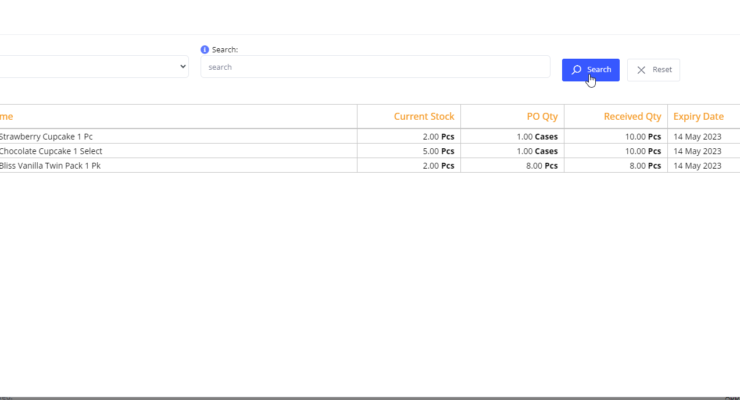 Search:
search
Search
Reset
me Current Stock PO Qty Received Qty Expiry Date
Strawberry Cupcake 1 Pc 2.00 Pcs 1.00 Cases 10.00 Pcs 14 May 2023
Chocolate Cupcake 1 Select 5.00 Pcs 1.00 Cases 10.00 Pcs 14 May 2023
Bliss Vanilla Twin Pack 1 Pk 2.00 Pcs 8.00 Pcs 8.00 Pcs 14 May 2023